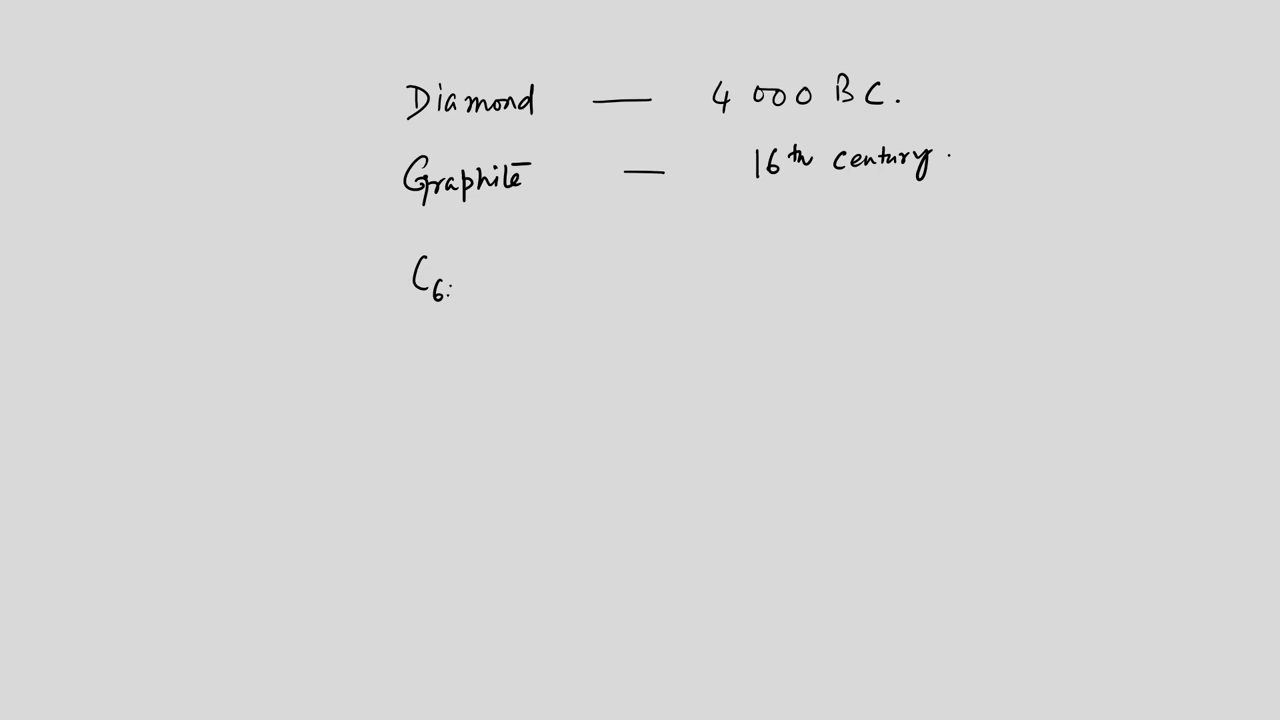 Diamond — 4000 BC.
Graphite — 16th century.
C6